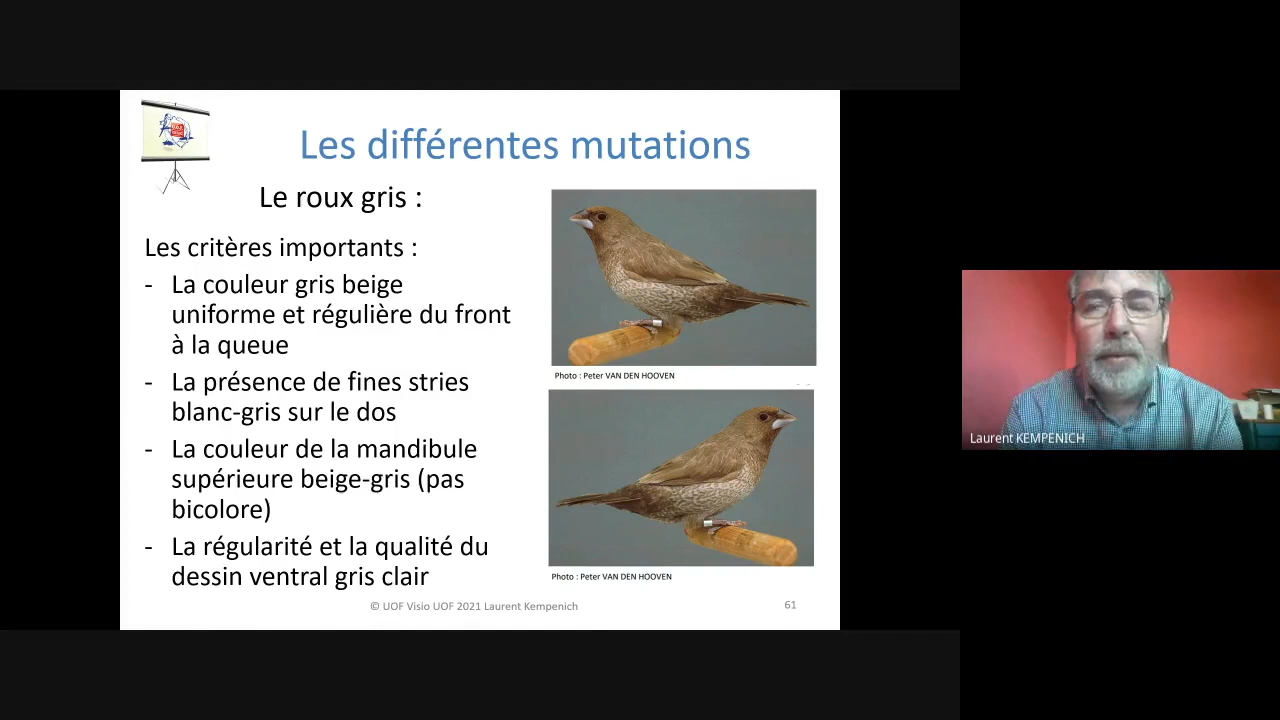 Les différentes mutations
Le roux gris :
Les critères importants :
- La couleur gris beige
uniforme et régulière du front
à la queue
- La présence de fines stries
blanc-gris sur le dos
- La couleur de la mandibule
supérieure beige-gris (pas
bicolore)
- La régularité et la qualité du
dessin ventral gris clair
Photo : Peter VAN DEN HOOVEN
Photo : Peter VAN DEN HOOVEN
© UOF Visio UOF 2021 Laurent Kempenich
61
Laurent KEMPENICH